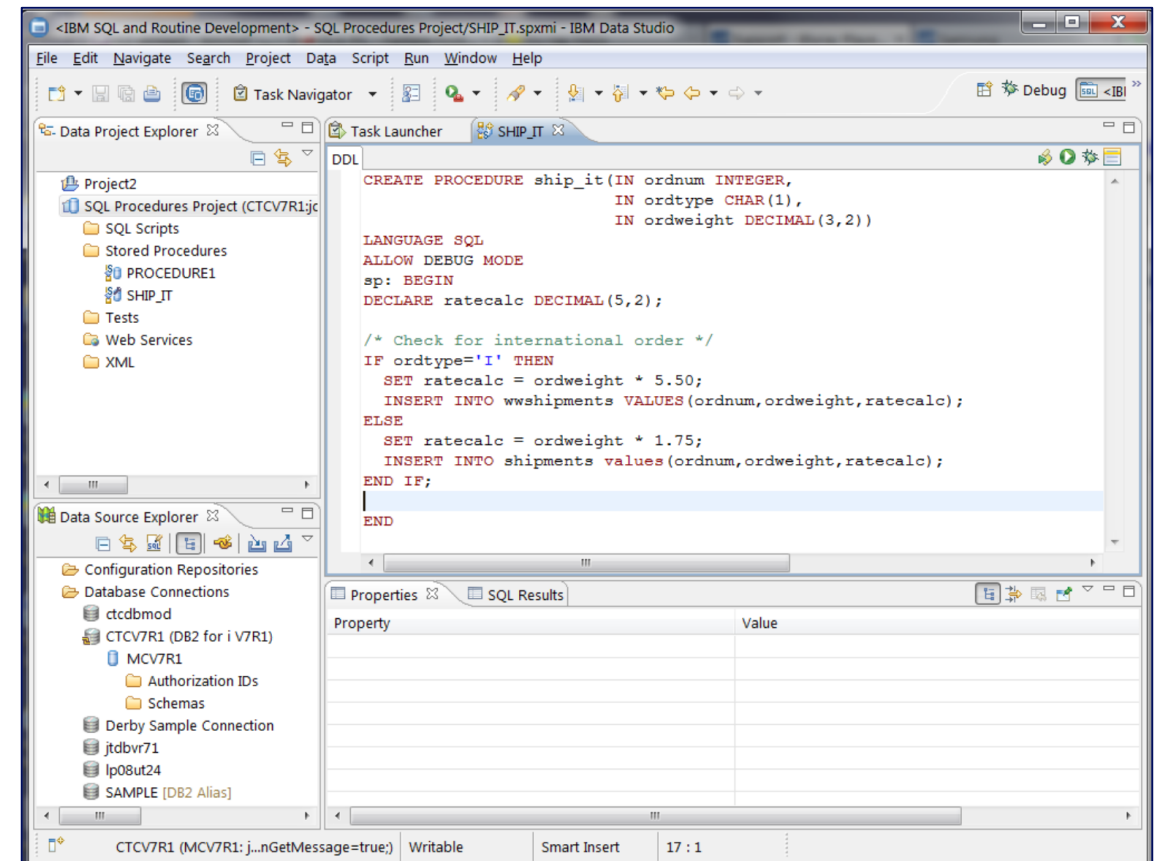 <IBM SQL and Routine Development> - SQL Procedures Project/SHIP_IT.spxmi - IBM Data Studio
File Edit Navigate Search Project Data Script Run Window Help
Task Navigator
Debug
SQL <IBI
Data Project Explorer
Project2
SQL Procedures Project (CTCV7R1:jc
SQL Scripts
Stored Procedures
PROCEDURE1
SHIP_IT
Tests
Web Services
XML
Task Launcher SHIP_IT
DDL
CREATE PROCEDURE ship_it(IN ordnum INTEGER,
IN ordtype CHAR(1),
IN ordweight DECIMAL(3,2))
LANGUAGE SQL
ALLOW DEBUG MODE
sp: BEGIN
DECLARE ratecalc DECIMAL(5,2);
/* Check for international order */
IF ordtype='I' THEN
SET ratecalc = ordweight * 5.50;
INSERT INTO wwshipments VALUES(ordnum,ordweight,ratecalc);
ELSE
SET ratecalc = ordweight * 1.75;
INSERT INTO shipments values(ordnum,ordweight,ratecalc);
END IF;
END
Data Source Explorer
Configuration Repositories
Database Connections
ctcdbmod
CTCV7R1 (DB2 for i V7R1)
MCV7R1
Authorization IDs
Schemas
Derby Sample Connection
jtdbvr71
lp08ut24
SAMPLE [DB2 Alias]
Properties SQL Results
Property Value
CTCV7R1 (MCV7R1: j...nGetMessage=true;) Writable Smart Insert 17 : 1